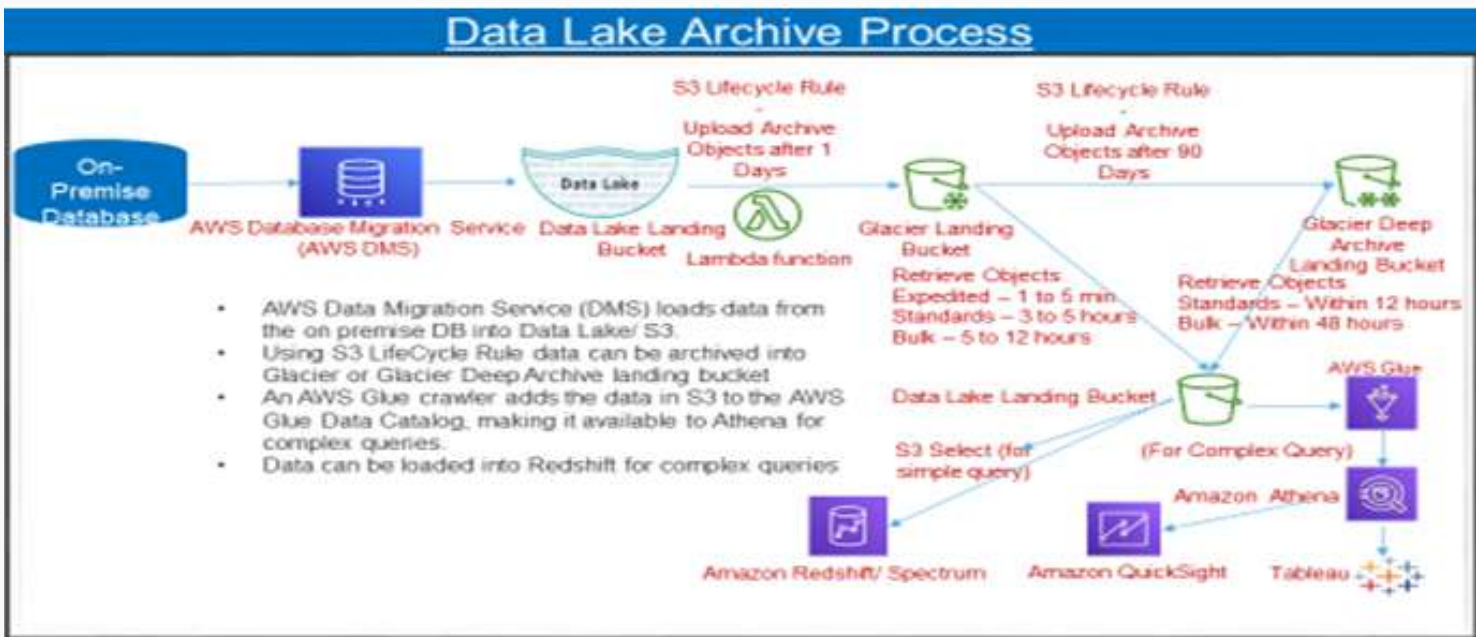 Data Lake Archive Process
S3 Lifecycle Rule
-
Upload Archive
Objects after 1
Days
S3 Lifecycle Rule
-
Upload Archive
Objects after 90
Days
On-
Premise
Database
Data Lake
AWS Database Migration Service
(AWS DMS)
Data Lake Landing
Bucket
Lambda function
Glacier Landing
Bucket
Glacier Deep
Archive
Landing Bucket
Retrieve Objects
Expedited – 1 to 5 min
Standards – 3 to 5 hours
Bulk – 5 to 12 hours
Retrieve Objects
Standards – Within 12 hours
Bulk – Within 48 hours
• AWS Data Migration Service (DMS) loads data from
the on premise DB into Data Lake/ S3.
• Using S3 LifeCycle Rule data can be archived into
Glacier or Glacier Deep Archive landing bucket
• An AWS Glue crawler adds the data in S3 to the AWS
Glue Data Catalog, making it available to Athena for
complex queries.
• Data can be loaded into Redshift for complex queries
AWS Glue
Data Lake Landing Bucket
S3 Select (for
simple query)
(For Complex Query)
Amazon Athena
Amazon Redshift/ Spectrum
Amazon QuickSight
Tableau